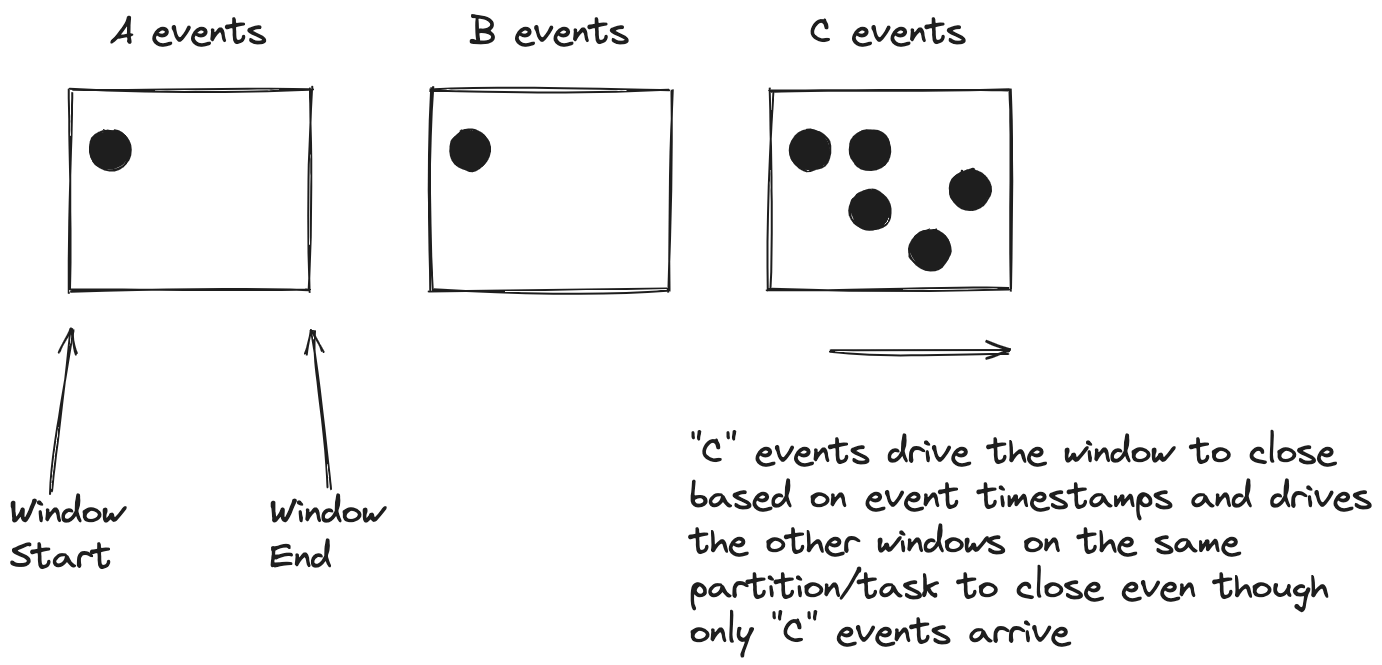 A events
B events
C events
Window
Start
Window
End
"C" events drive the window to close
based on event timestamps and drives
the other windows on the same
partition/task to close even though
only "C" events arrive